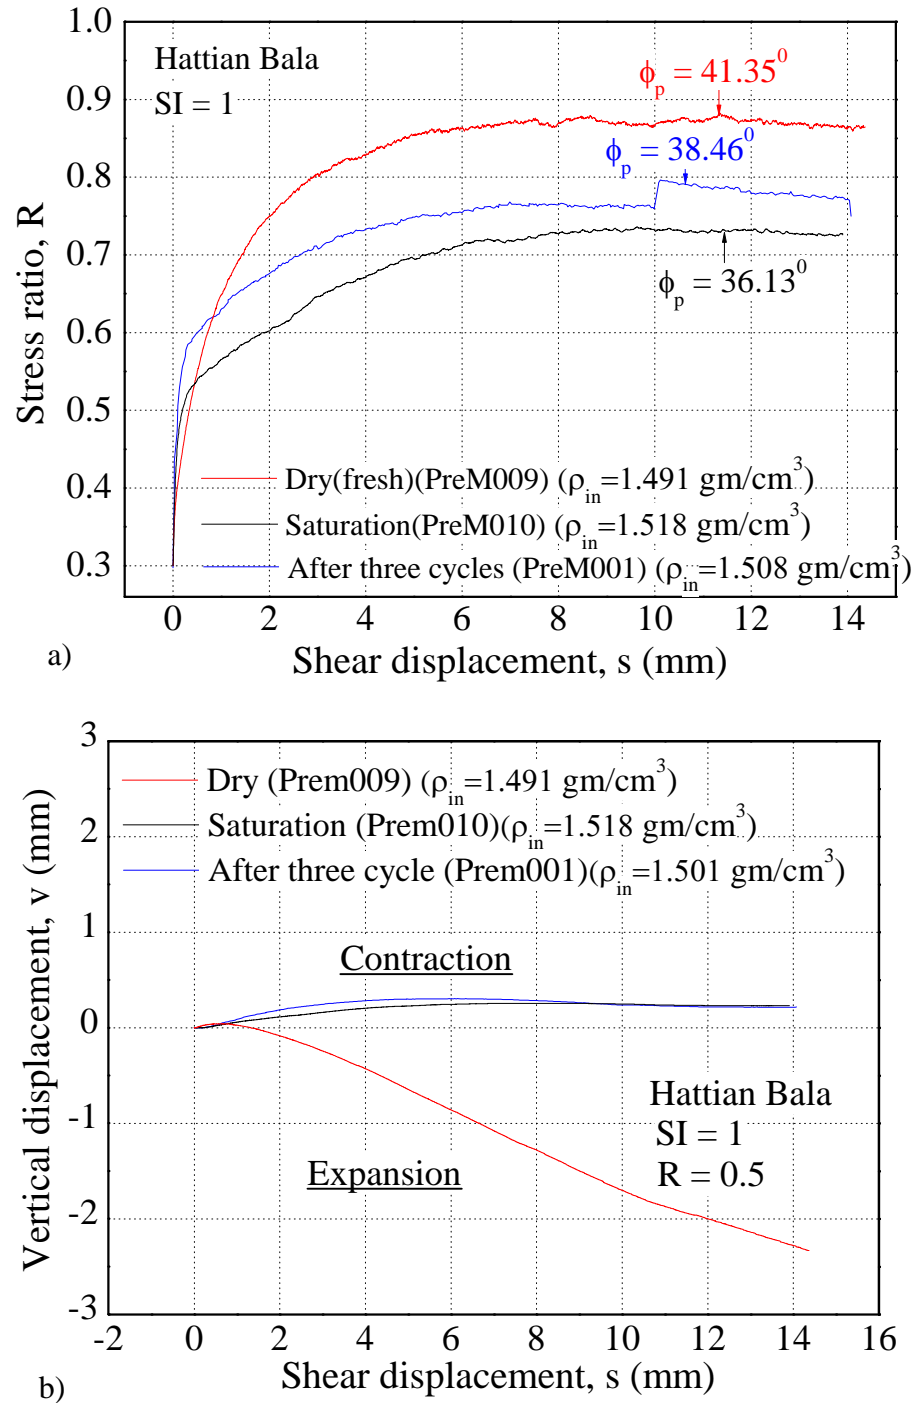 1.0
0.9
0.8
0.7
0.6
0.5
0.4
0.3
Stress ratio, R
Hattian Bala
SI = 1
ϕp = 41.35⁰
ϕp = 38.46⁰
ϕp = 36.13⁰
Dry(fresh)(PreM009) (ρin=1.491 gm/cm³)
Saturation(PreM010) (ρin=1.518 gm/cm³)
After three cycles (PreM001) (ρin=1.508 gm/cm³)
0 2 4 6 8 10 12 14
Shear displacement, s (mm)
a)
3
2
1
0
-1
-2
-3
Vertical displacement, v (mm)
Dry (Prem009) (ρin=1.491 gm/cm³)
Saturation (Prem010)(ρin=1.518 gm/cm³)
After three cycle (Prem001)(ρin=1.501 gm/cm³)
Contraction
Expansion
Hattian Bala
SI = 1
R = 0.5
-2 0 2 4 6 8 10 12 14 16
Shear displacement, s (mm)
b)